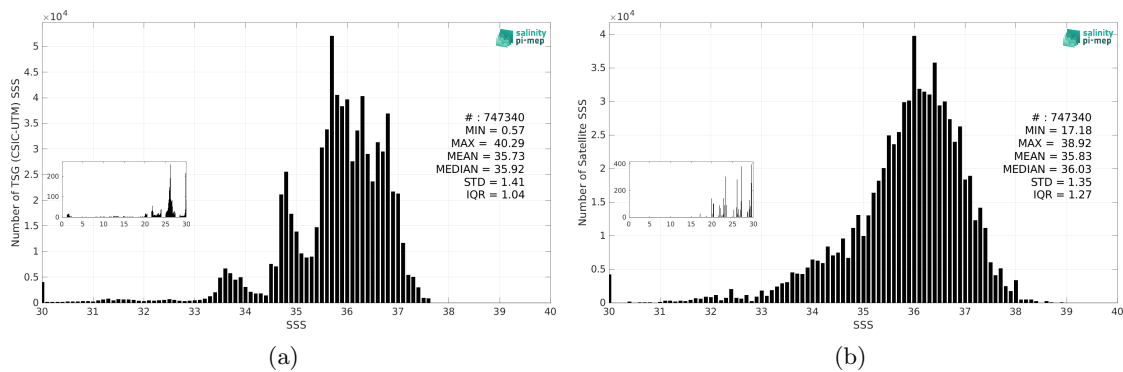 ×10⁴
5
4.5
4
3.5
3
2.5
2
1.5
1
0.5
0
Number of TSG (CSIC-UTM) SSS
salinity
pi-mep
# : 747340
MIN = 0.57
MAX = 40.29
MEAN = 35.73
MEDIAN = 35.92
STD = 1.41
IQR = 1.04
200
100
0
0 5 10 15 20 25 30
30 31 32 33 34 35 36 37 38 39 40
SSS
(a)
×10⁴
4
3.5
3
2.5
2
1.5
1
0.5
0
Number of Satellite SSS
salinity
pi-mep
# : 747340
MIN = 17.18
MAX = 38.92
MEAN = 35.83
MEDIAN = 36.03
STD = 1.35
IQR = 1.27
400
200
0
0 5 10 15 20 25 30
30 31 32 33 34 35 36 37 38 39 40
SSS
(b)